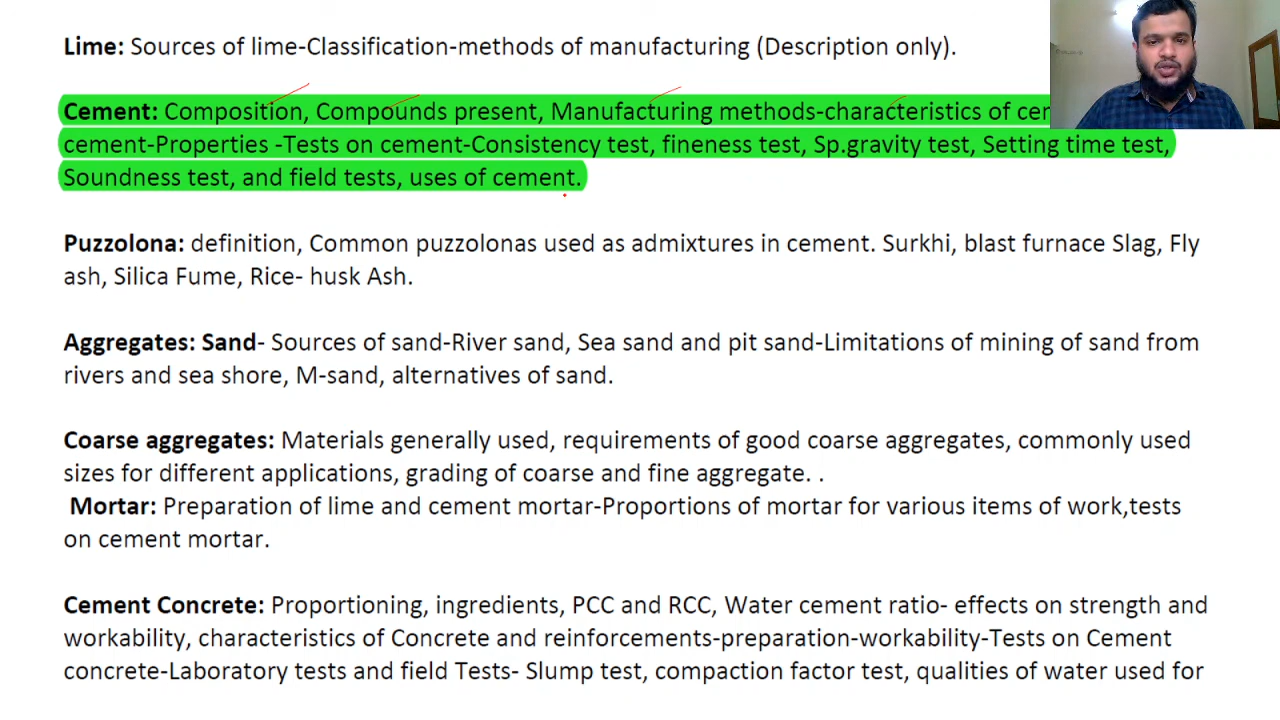 Lime: Sources of lime-Classification-methods of manufacturing (Description only).
Cement: Composition, Compounds present, Manufacturing methods-characteristics of
cement-Properties -Tests on cement-Consistency test, fineness test, Sp.gravity test, Setting time test,
Soundness test, and field tests, uses of cement.
Puzzolona: definition, Common puzzolonas used as admixtures in cement. Surkhi, blast furnace Slag, Fly
ash, Silica Fume, Rice- husk Ash.
Aggregates: Sand- Sources of sand-River sand, Sea sand and pit sand-Limitations of mining of sand from
rivers and sea shore, M-sand, alternatives of sand.
Coarse aggregates: Materials generally used, requirements of good coarse aggregates, commonly used
sizes for different applications, grading of coarse and fine aggregate. .
Mortar: Preparation of lime and cement mortar-Proportions of mortar for various items of work,tests
on cement mortar.
Cement Concrete: Proportioning, ingredients, PCC and RCC, Water cement ratio- effects on strength and
workability, characteristics of Concrete and reinforcements-preparation-workability-Tests on Cement
concrete-Laboratory tests and field Tests- Slump test, compaction factor test, qualities of water used for